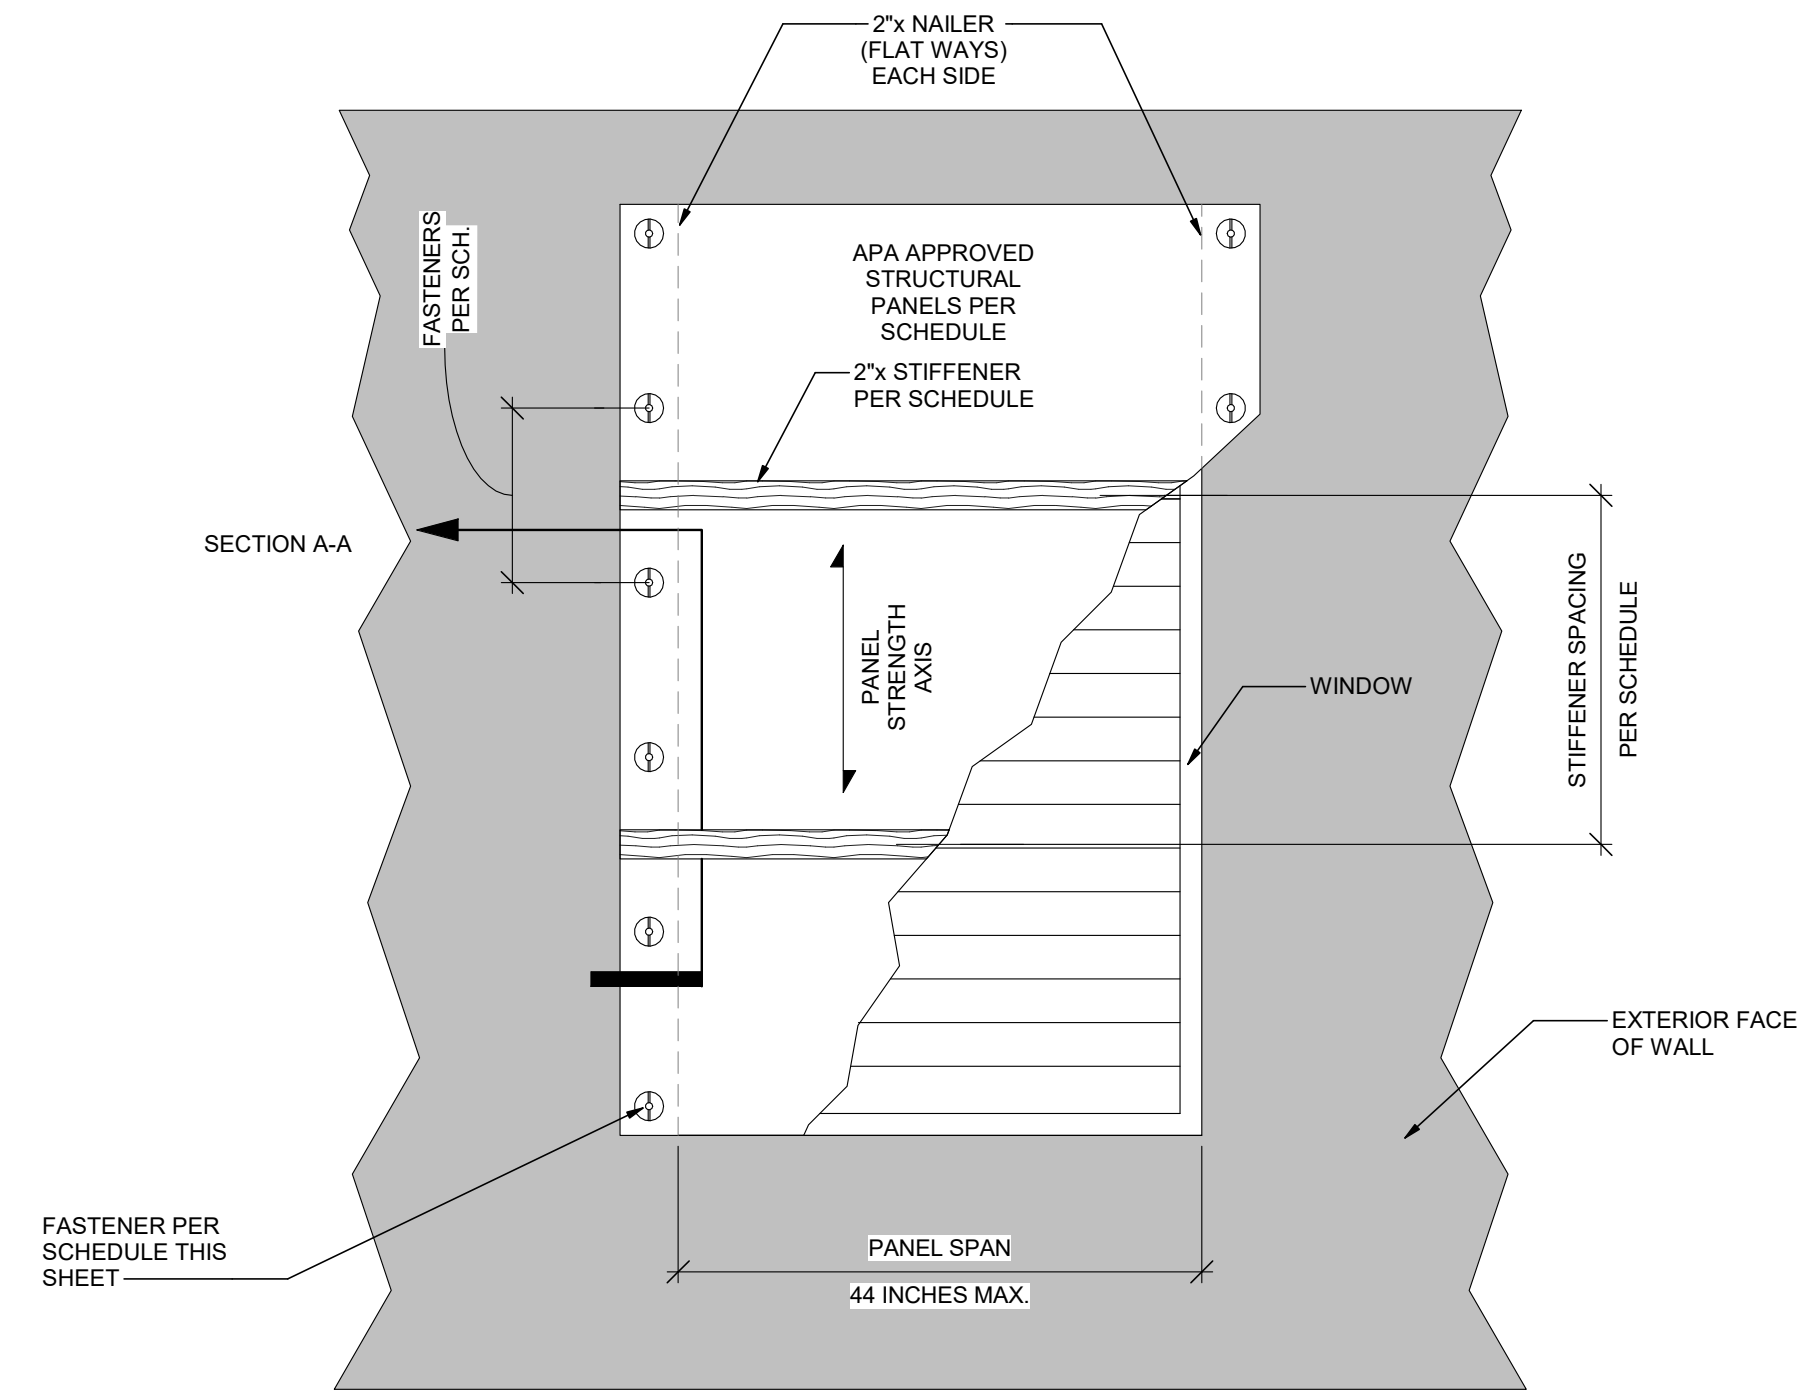 2"x NAILER
(FLAT WAYS)
EACH SIDE
FASTENERS
PER SCH.
APA APPROVED
STRUCTURAL
PANELS PER
SCHEDULE
2"x STIFFENER
PER SCHEDULE
SECTION A-A
PANEL
STRENGTH
AXIS
STIFFENER SPACING
PER SCHEDULE
WINDOW
EXTERIOR FACE
OF WALL
FASTENER PER
SCHEDULE THIS
SHEET
PANEL SPAN
44 INCHES MAX.